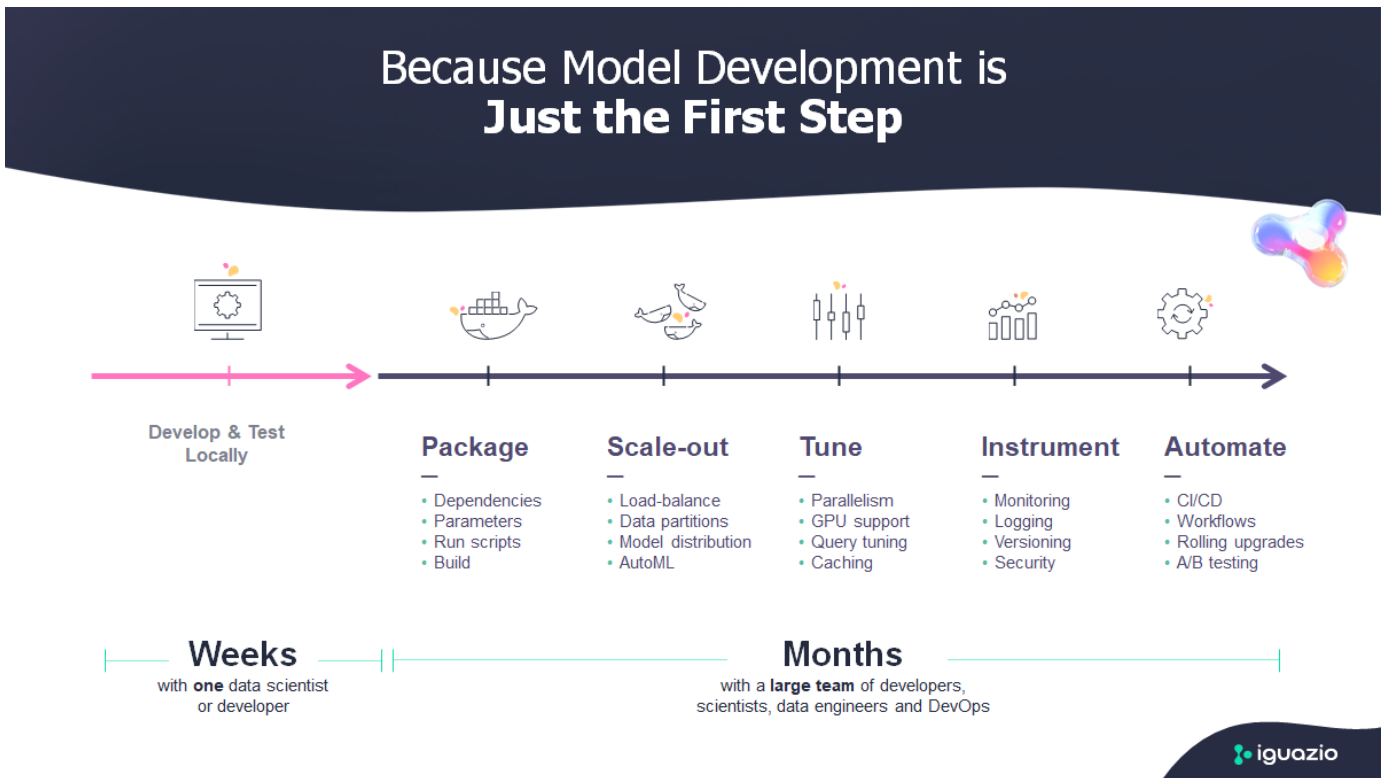 Because Model Development is
Just the First Step
Develop & Test
Locally
Package
• Dependencies
• Parameters
• Run scripts
• Build
Scale-out
• Load-balance
• Data partitions
• Model distribution
• AutoML
Tune
• Parallelism
• GPU support
• Query tuning
• Caching
Instrument
• Monitoring
• Logging
• Versioning
• Security
Automate
• CI/CD
• Workflows
• Rolling upgrades
• A/B testing
Weeks
with one data scientist
or developer
Months
with a large team of developers,
scientists, data engineers and DevOps
iguazio